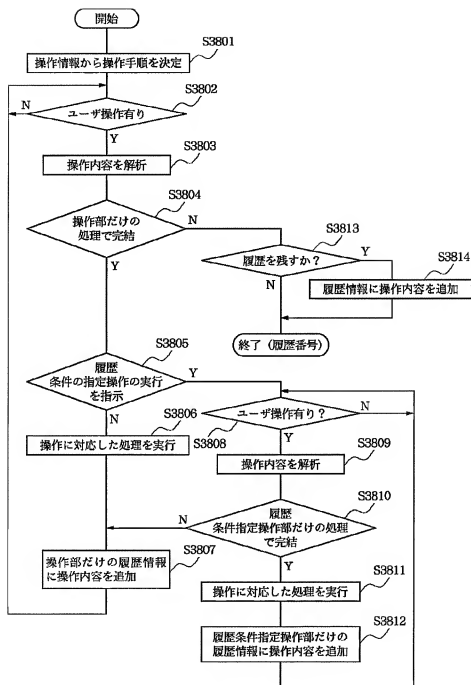 開始
S3801
操作情報から操作手順を決定
S3802
N
ユーザ操作有り
Y
S3803
操作内容を解析
S3804
操作部だけの
処理で完結
N
Y
S3813
履歴を残すか？
Y
N
S3814
履歴情報に操作内容を追加
終了（履歴番号）
S3805
履歴
条件の指定操作の実行
を指示
Y
N
S3806
操作に対応した処理を実行
ユーザ操作有り？
N
S3808
Y
S3809
操作内容を解析
S3810
履歴
条件指定操作部だけの処理
で完結
N
Y
S3807
操作部だけの履歴情報
に操作内容を追加
S3811
操作に対応した処理を実行
S3812
履歴条件指定操作部だけの
履歴情報に操作内容を追加